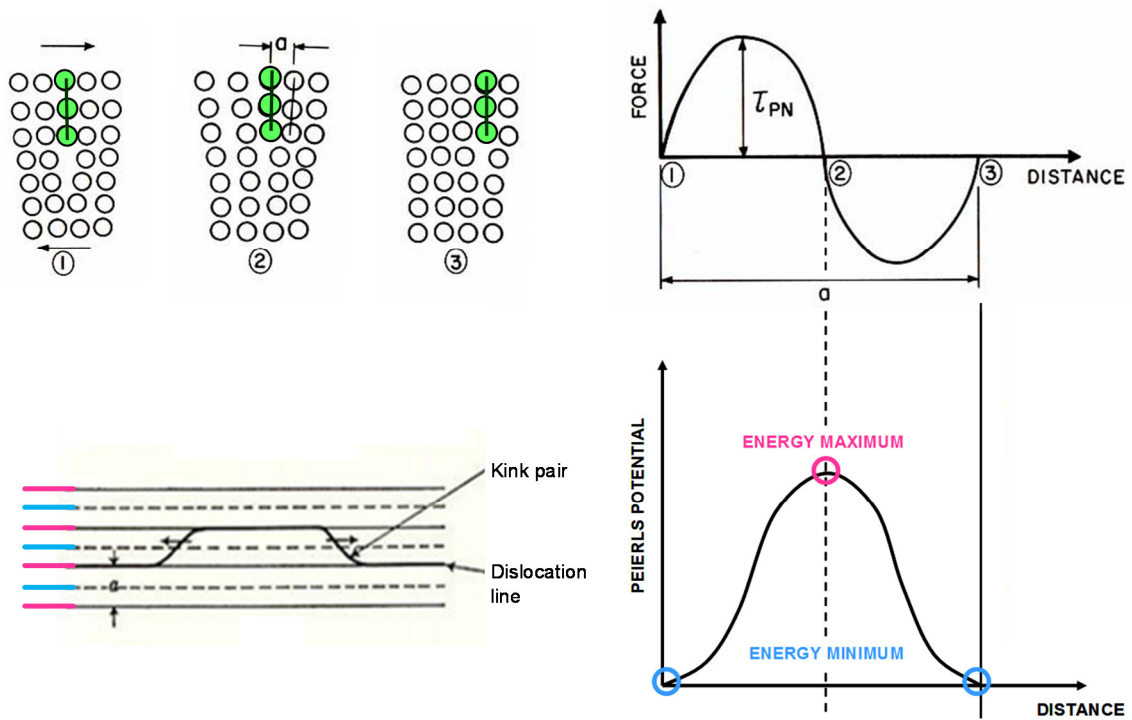 a
①
②
③
FORCE
τPN
①
②
③
DISTANCE
a
Kink pair
Dislocation
line
a
PEIERLS POTENTIAL
ENERGY MAXIMUM
ENERGY MINIMUM
DISTANCE